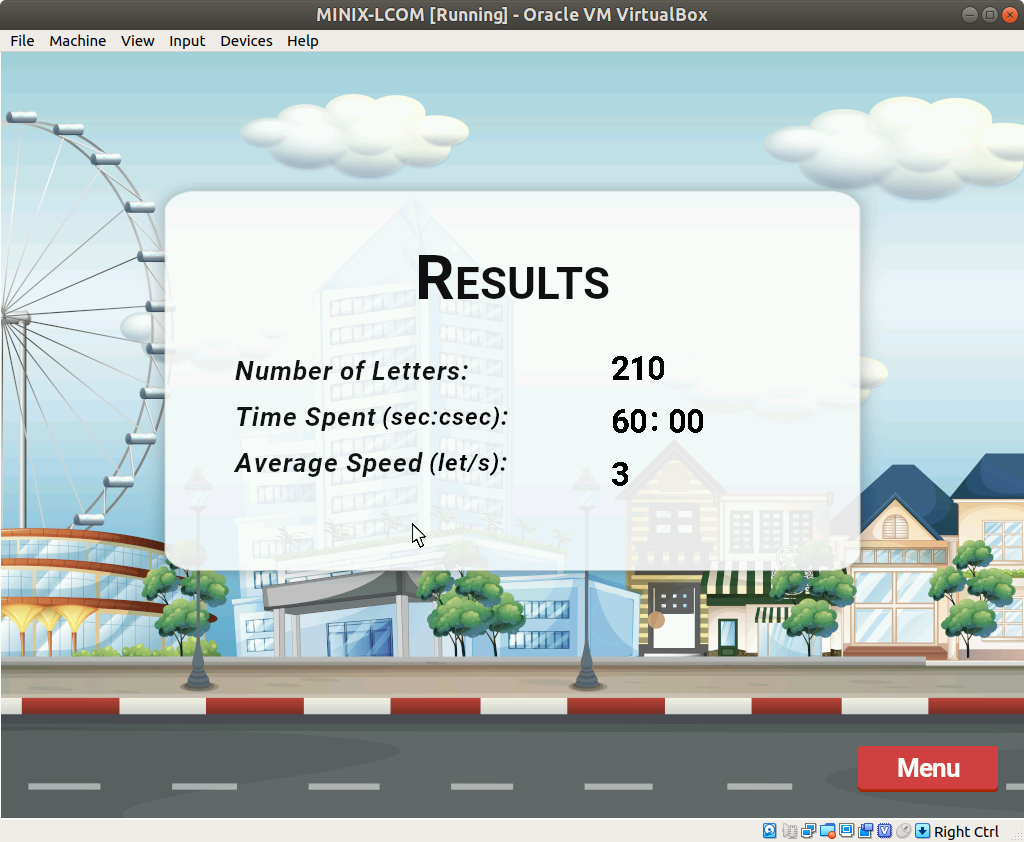 MINIX-LCOM [Running] - Oracle VM VirtualBox
File Machine View Input Devices Help
Results
Number of Letters: 210
Time Spent (sec:csec): 60: 00
Average Speed (let/s): 3
Menu
Right Ctrl